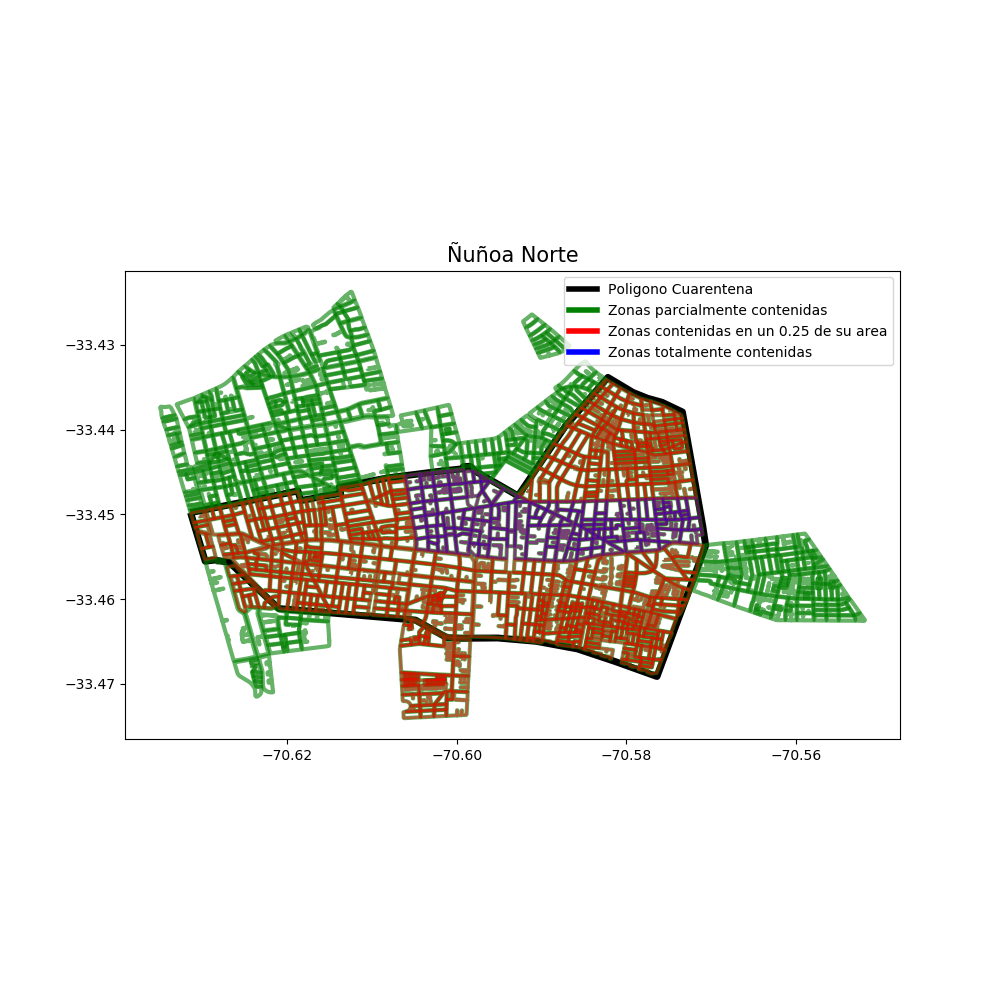 Ñuñoa Norte
Poligono Cuarentena
Zonas parcialmente contenidas
Zonas contenidas en un 0.25 de su area
Zonas totalmente contenidas
−33.43
−33.44
−33.45
−33.46
−33.47
−70.62 −70.60 −70.58 −70.56